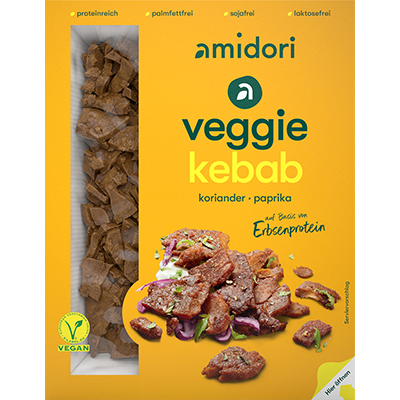 proteinreich
palmfettfrei
sojafrei
laktosefrei
amidori
a
veggie
kebab
koriander · paprika
auf Basis von
Erbsenprotein
Serviervorschlag
V
VEGAN
Hier öffnen